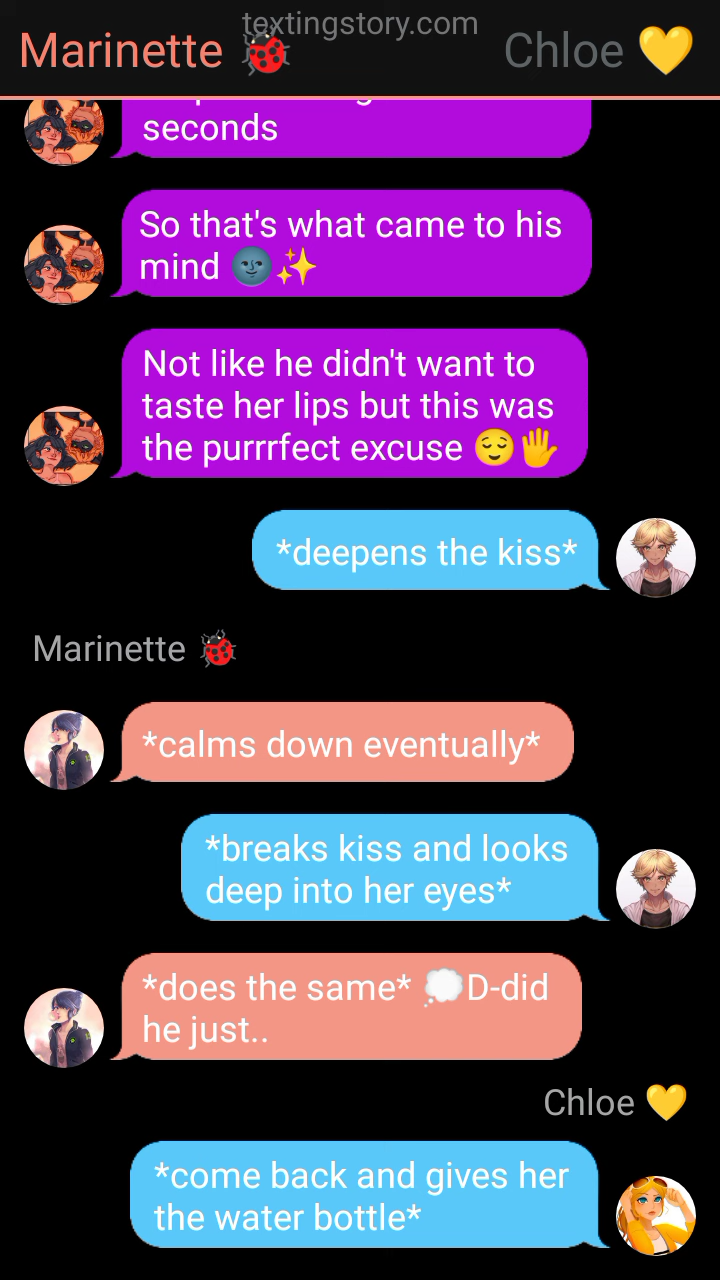 textingstory.com
Marinette 🐞
Chloe 💛
seconds
So that's what came to his
mind 🌚✨
Not like he didn't want to
taste her lips but this was
the purrrfect excuse 😌🖐
*deepens the kiss*
Marinette 🐞
*calms down eventually*
*breaks kiss and looks
deep into her eyes*
*does the same* 💭D-did
he just..
Chloe 💛
*come back and gives her
the water bottle*